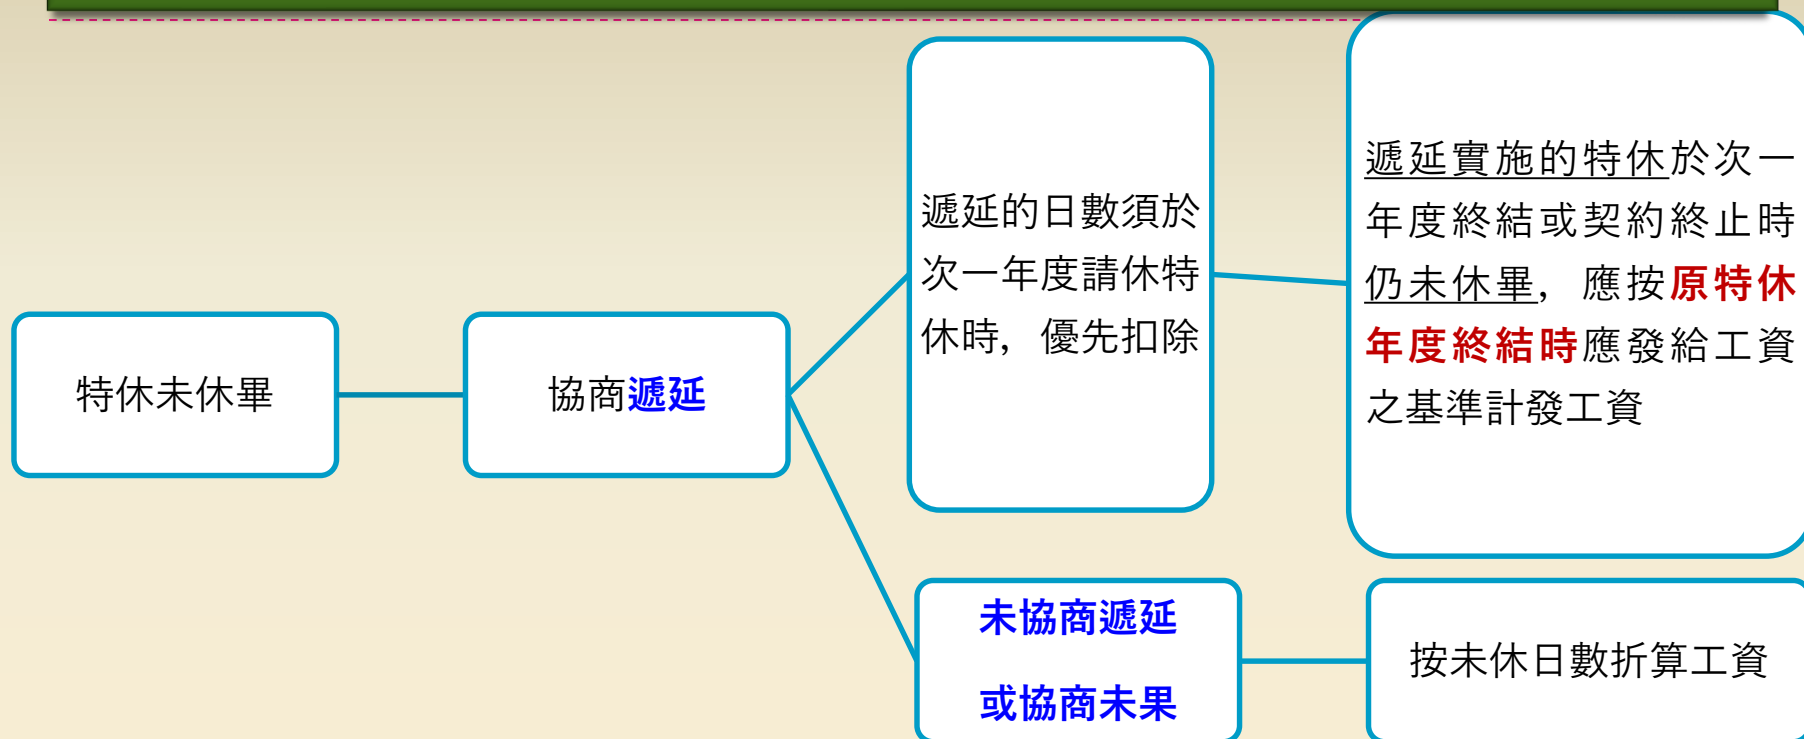 特休未休畢
協商遞延
遞延的日數須於
次一年度請休特
休時，優先扣除
遞延實施的特休於次一
年度終結或契約終止時
仍未休畢，應按原特休
年度終結時應發給工資
之基準計發工資
未協商遞延
或協商未果
按未休日數折算工資